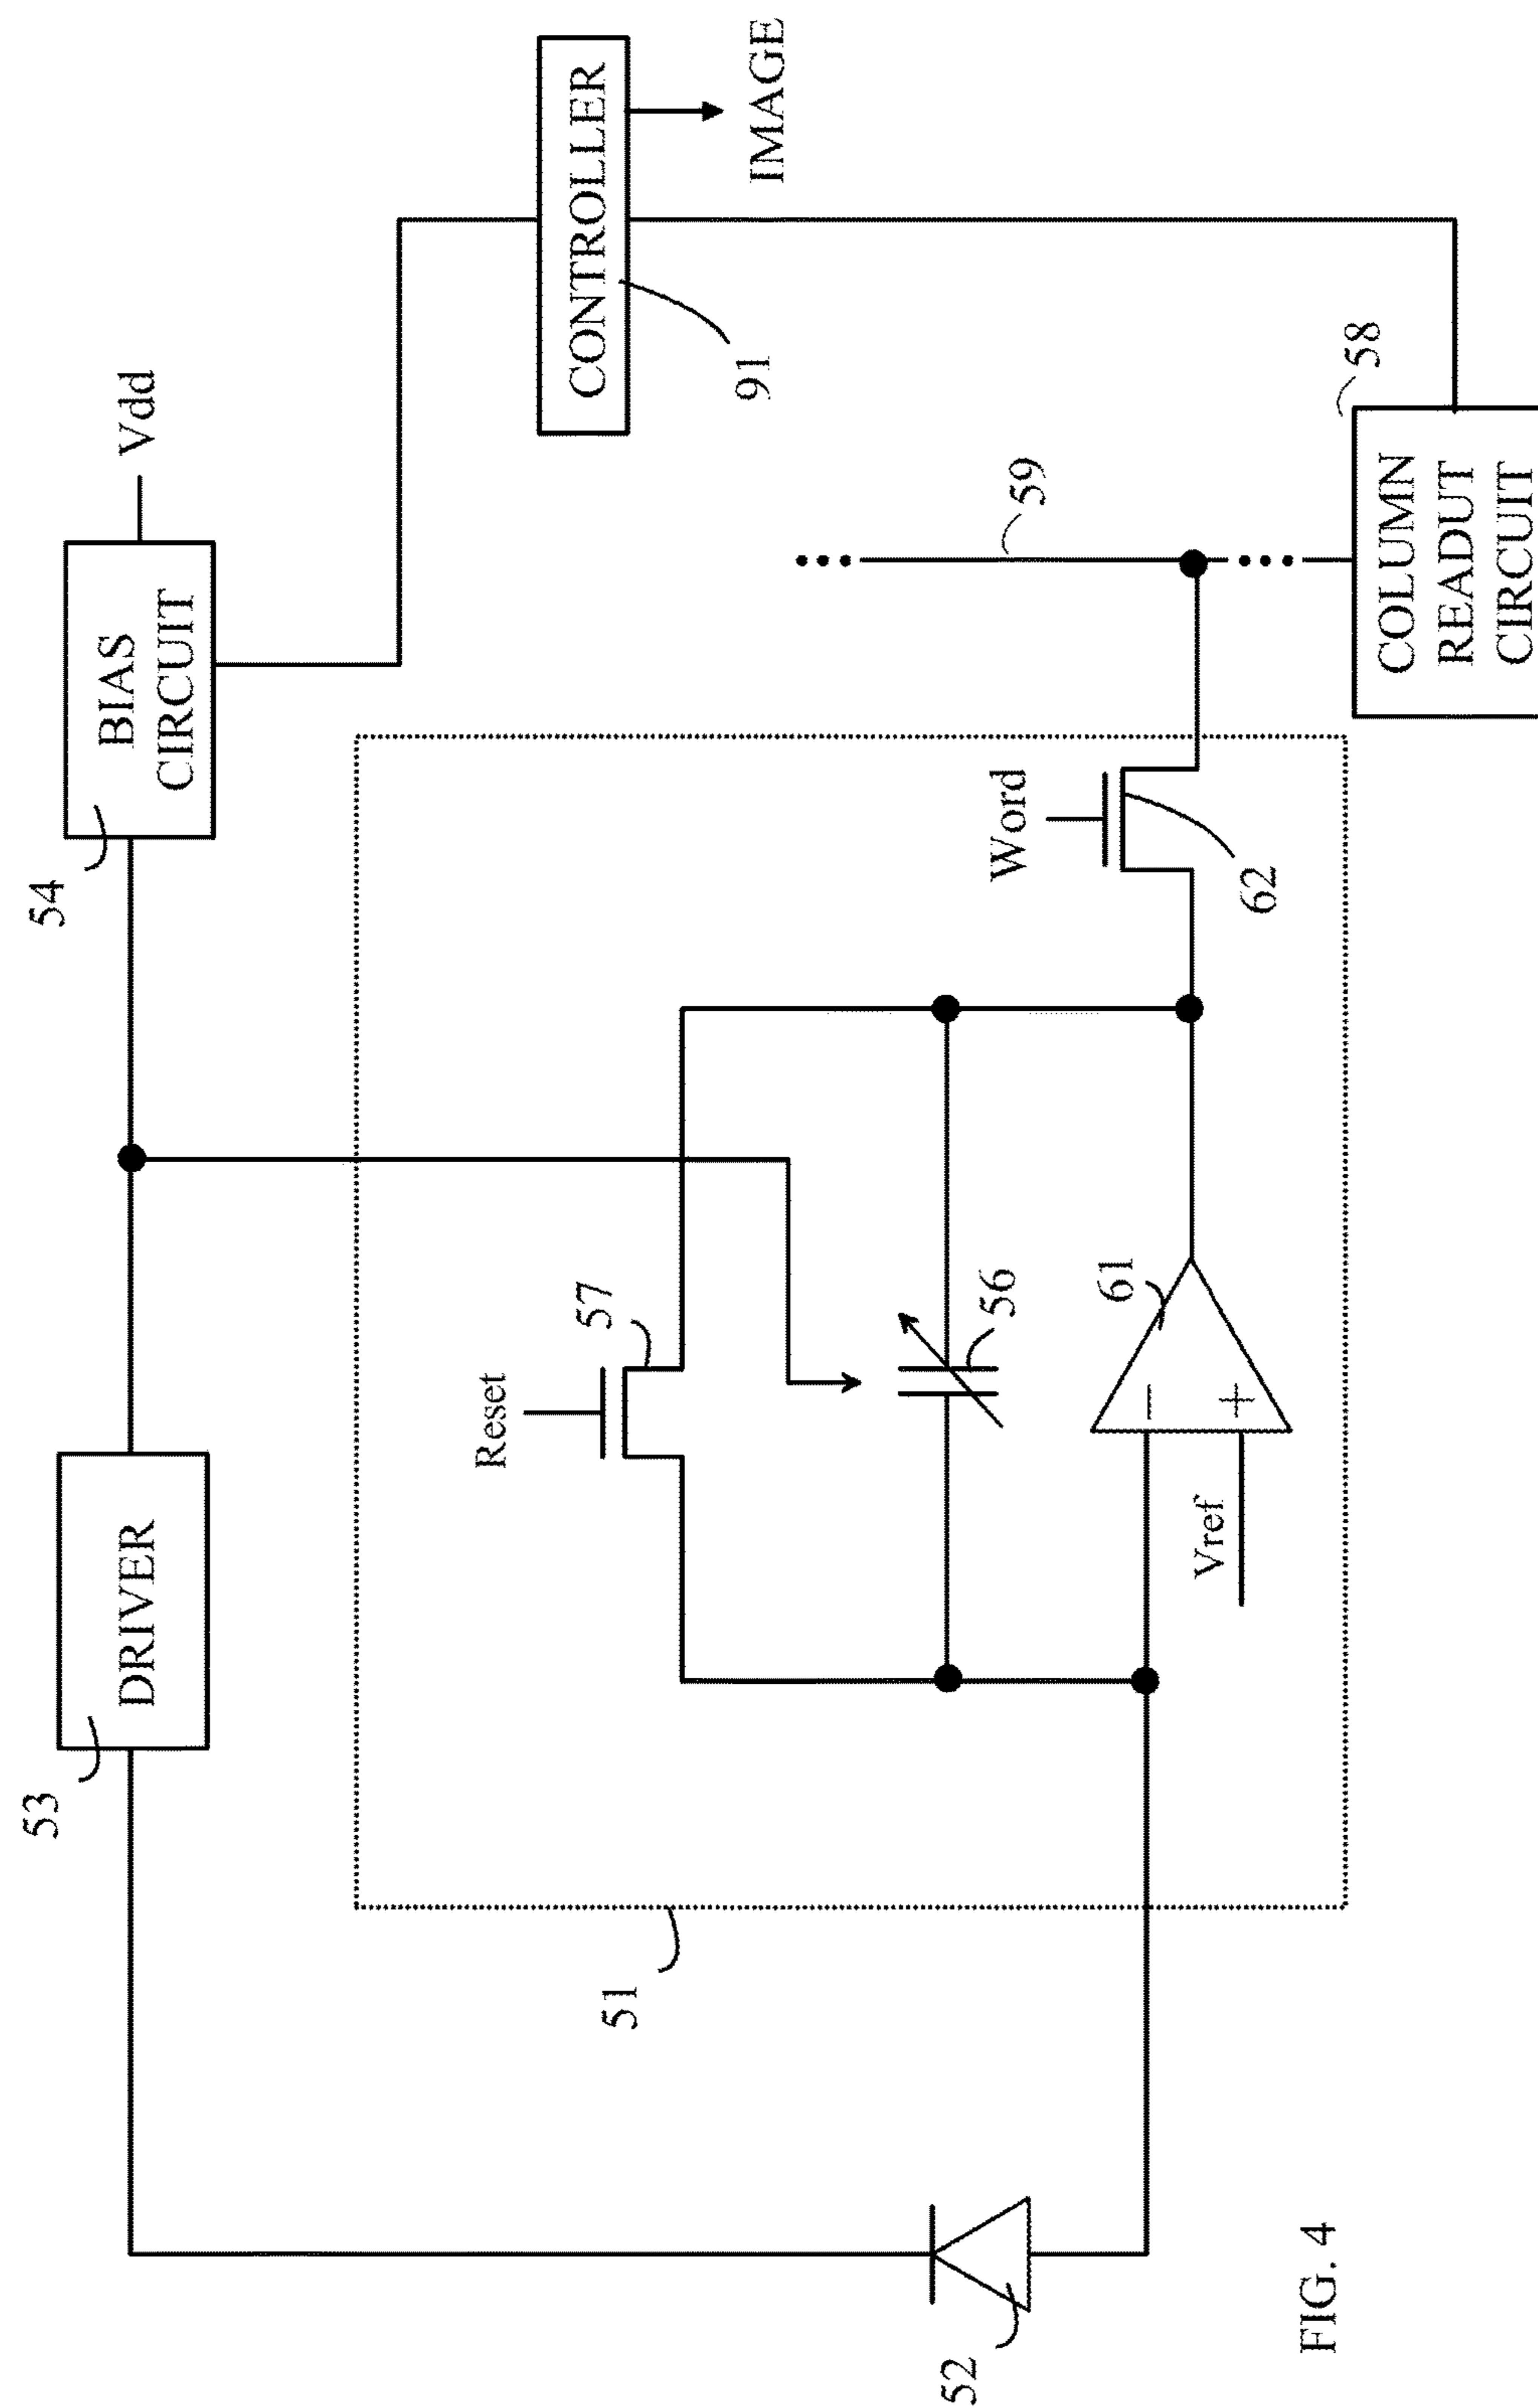 54
BIAS
CIRCUIT
Vdd
53
DRIVER
CONTROLLER
91
IMAGE
51
Reset
57
56
Word
62
61
−
+
Vref
59
58
COLUMN
READUT
CIRCUIT
52
FIG. 4